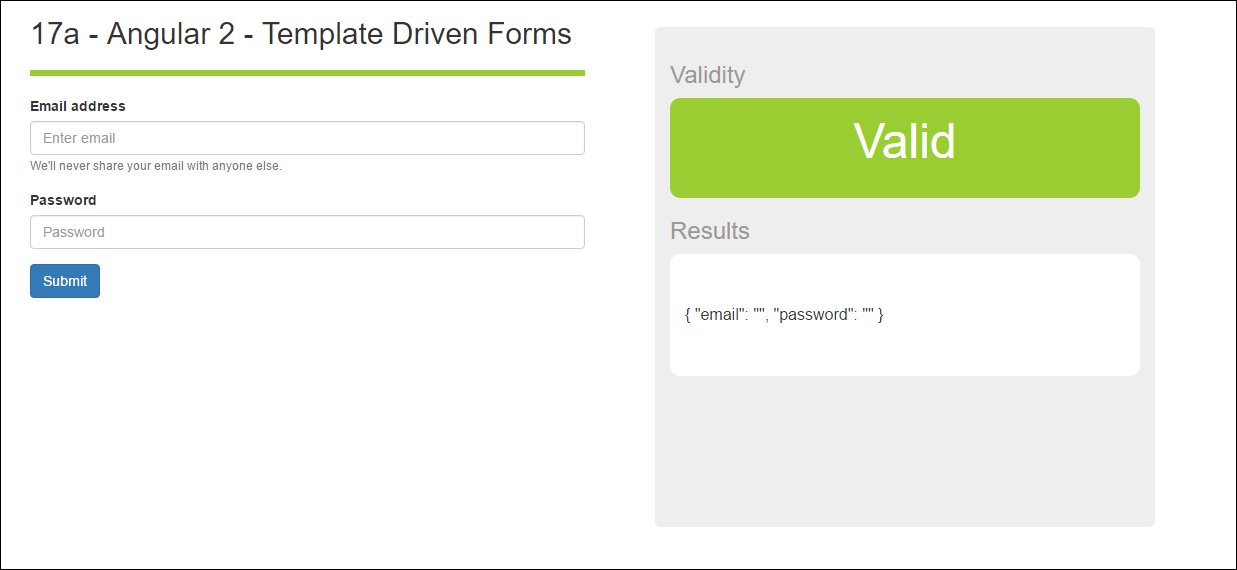 17a - Angular 2 - Template Driven Forms
Email address
Enter email
We'll never share your email with anyone else.
Password
Password
Submit
Validity
Valid
Results
{ "email": "", "password": "" }